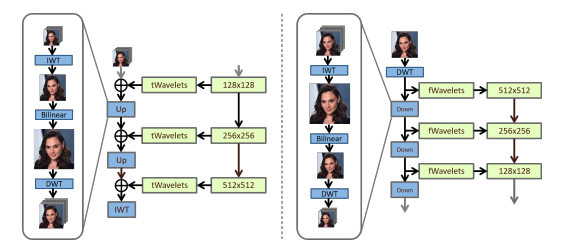 IWT
Bilinear
DWT
tWavelets 128x128
Up
tWavelets 256x256
Up
tWavelets 512x512
IWT
IWT
Bilinear
DWT
DWT
fWavelets 512x512
Down
fWavelets 256x256
Down
fWavelets 128x128
Down